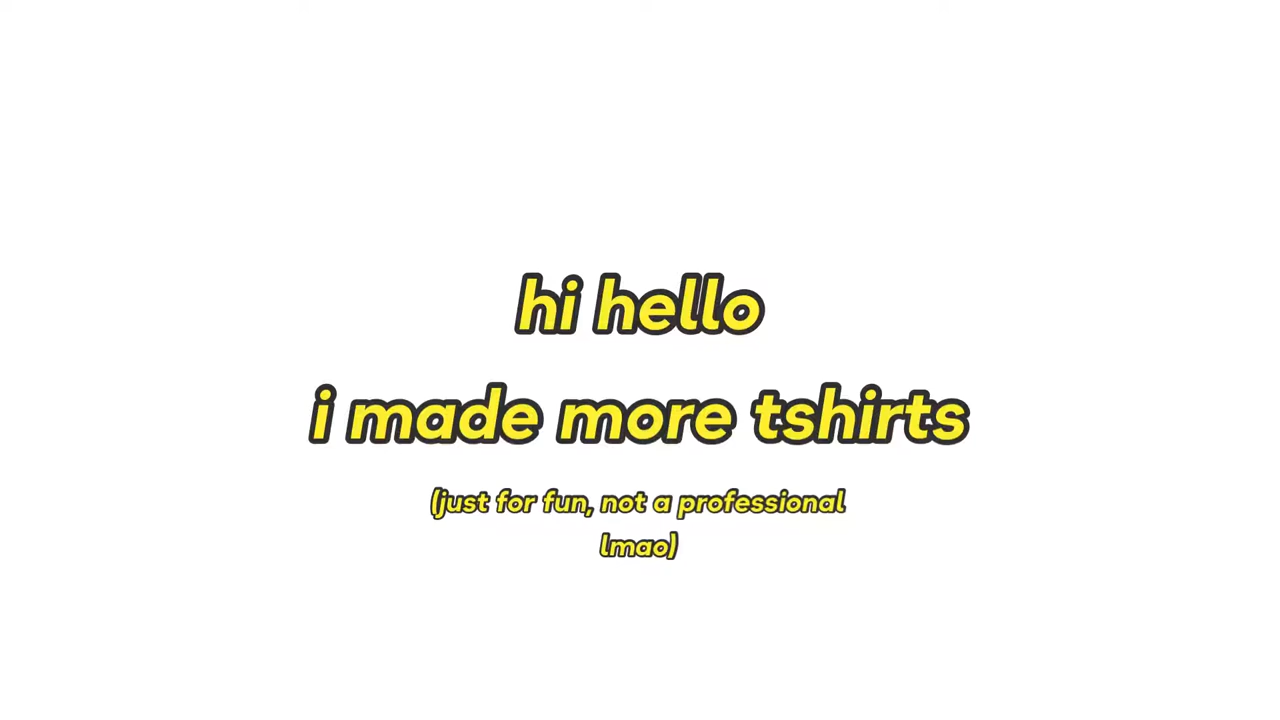 hi hello
i made more tshirts
(just for fun, not a professional
lmao)